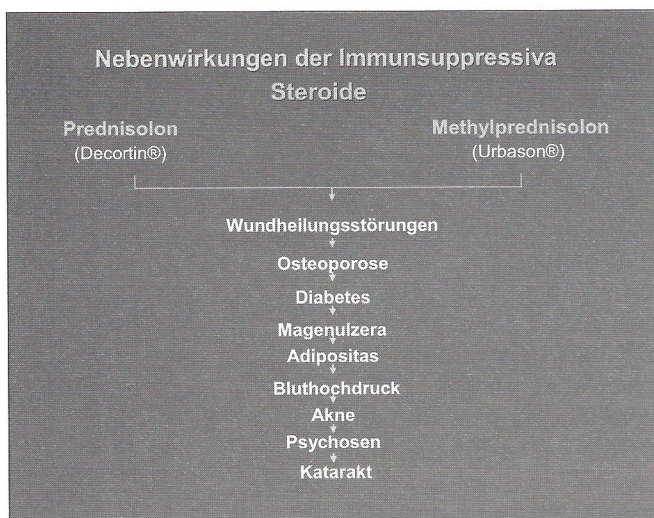 Nebenwirkungen der Immunsuppressiva
Steroide
Prednisolon
(Decortin®)
Methylprednisolon
(Urbason®)
Wundheilungsstörungen
Osteoporose
Diabetes
Magenulzera
Adipositas
Bluthochdruck
Akne
Psychosen
Katarakt